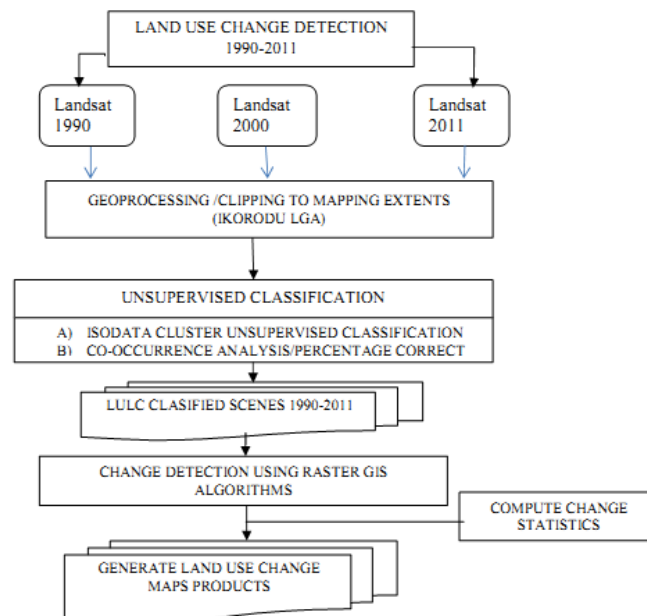 LAND USE CHANGE DETECTION
1990-2011
Landsat
1990
Landsat
2000
Landsat
2011
GEOPROCESSING /CLIPPING TO MAPPING EXTENTS
(IKORODU LGA)
UNSUPERVISED CLASSIFICATION
A) ISODATA CLUSTER UNSUPERVISED CLASSIFICATION
B) CO-OCCURRENCE ANALYSIS/PERCENTAGE CORRECT
LULC CLASIFIED SCENES 1990-2011
CHANGE DETECTION USING RASTER GIS
ALGORITHMS
COMPUTE CHANGE
STATISTICS
GENERATE LAND USE CHANGE
MAPS PRODUCTS